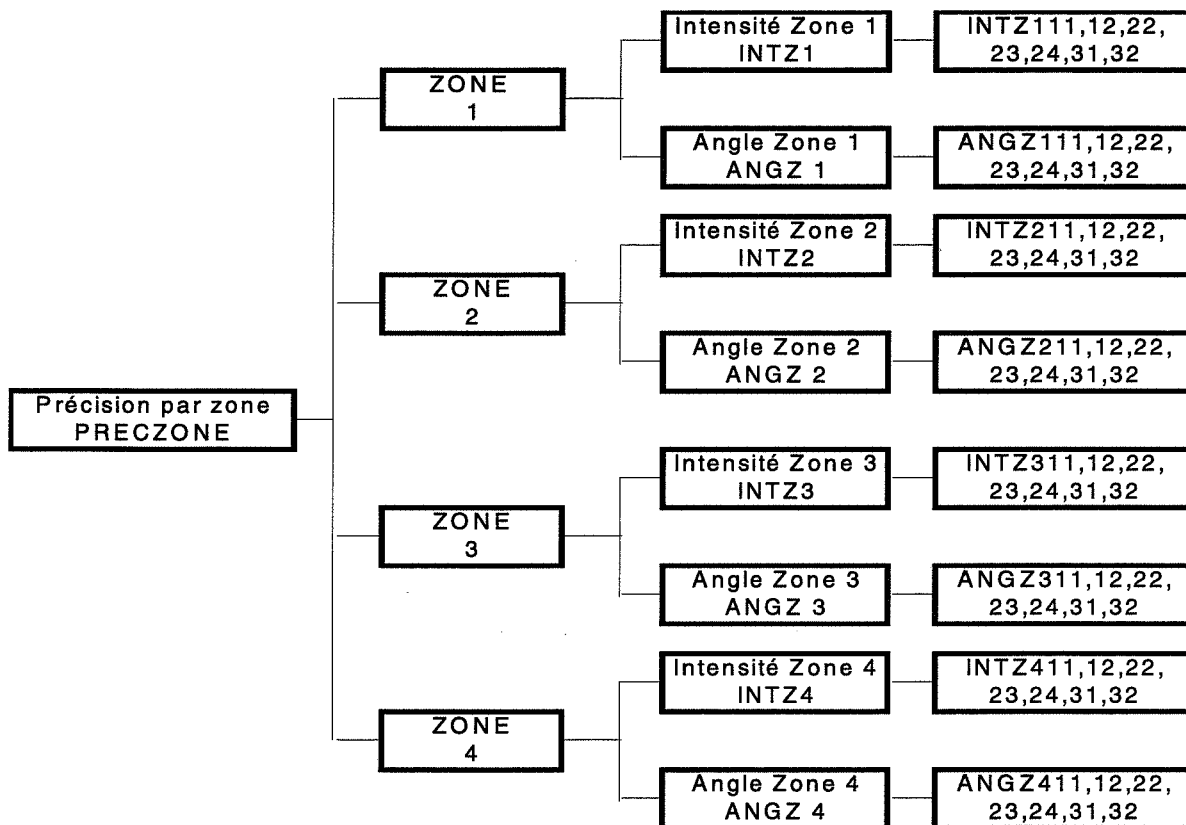 Intensité Zone 1
INTZ1
INTZ111,12,22,
23,24,31,32
ZONE
1
Angle Zone 1
ANGZ 1
ANGZ111,12,22,
23,24,31,32
Intensité Zone 2
INTZ2
INTZ211,12,22,
23,24,31,32
ZONE
2
Angle Zone 2
ANGZ 2
ANGZ211,12,22,
23,24,31,32
Précision par zone
PRECZONE
Intensité Zone 3
INTZ3
INTZ311,12,22,
23,24,31,32
ZONE
3
Angle Zone 3
ANGZ 3
ANGZ311,12,22,
23,24,31,32
Intensité Zone 4
INTZ4
INTZ411,12,22,
23,24,31,32
ZONE
4
Angle Zone 4
ANGZ 4
ANGZ411,12,22,
23,24,31,32